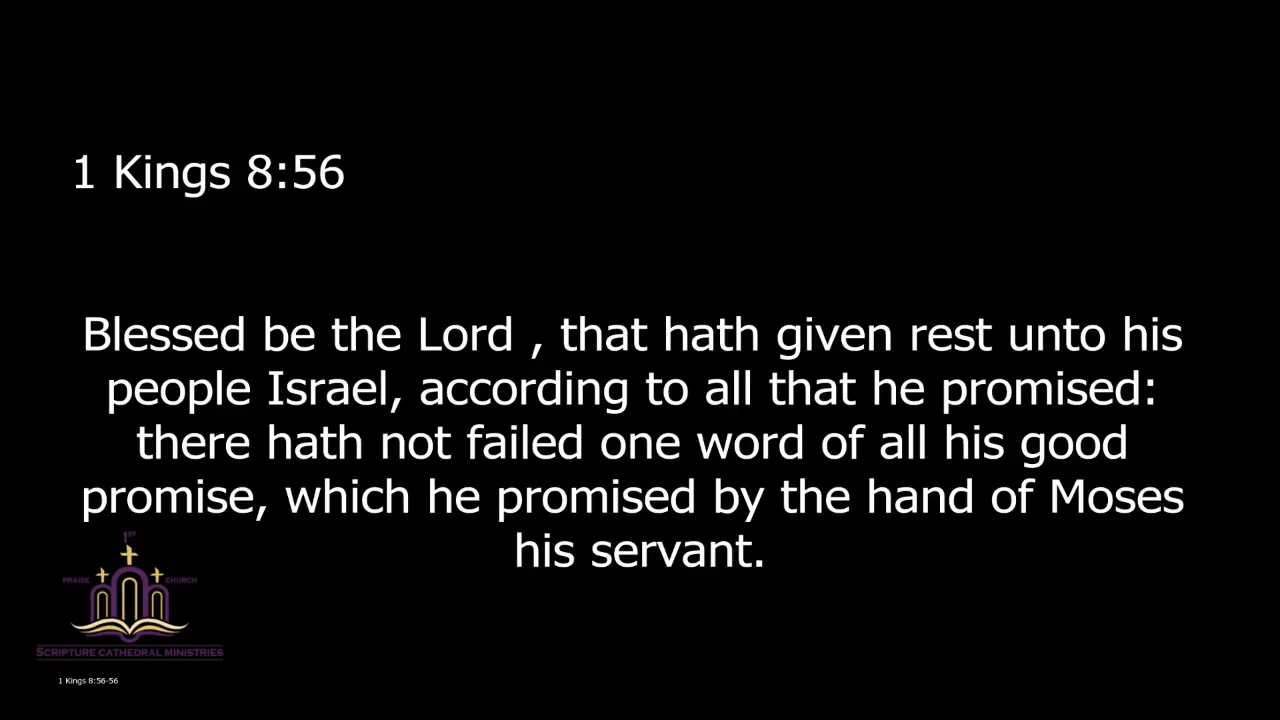 1 Kings 8:56
Blessed be the Lord , that hath given rest unto his
people Israel, according to all that he promised:
there hath not failed one word of all his good
promise, which he promised by the hand of Moses
his servant.
1ST
PRAISE CHURCH
SCRIPTURE CATHEDRAL MINISTRIES
1 Kings 8:56-56